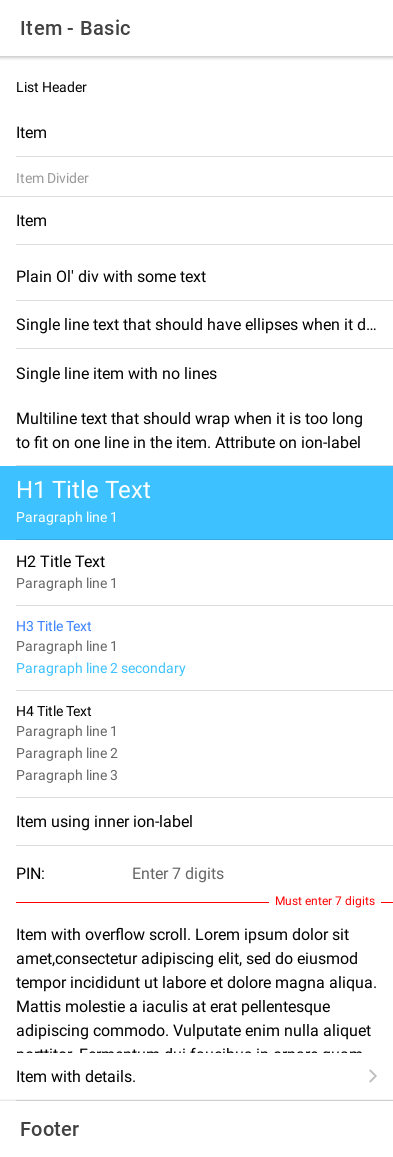 Item - Basic
List Header
Item
Item Divider
Item
Plain Ol' div with some text
Single line text that should have ellipses when it d...
Single line item with no lines
Multiline text that should wrap when it is too long
to fit on one line in the item. Attribute on ion-label
H1 Title Text
Paragraph line 1
H2 Title Text
Paragraph line 1
H3 Title Text
Paragraph line 1
Paragraph line 2 secondary
H4 Title Text
Paragraph line 1
Paragraph line 2
Paragraph line 3
Item using inner ion-label
PIN: Enter 7 digits
Must enter 7 digits
Item with overflow scroll. Lorem ipsum dolor sit
amet,consectetur adipiscing elit, sed do eiusmod
tempor incididunt ut labore et dolore magna aliqua.
Mattis molestie a iaculis at erat pellentesque
adipiscing commodo. Vulputate enim nulla aliquet
porttitor. Fermentum dui faucibus in ornare quam
Item with details.
Footer